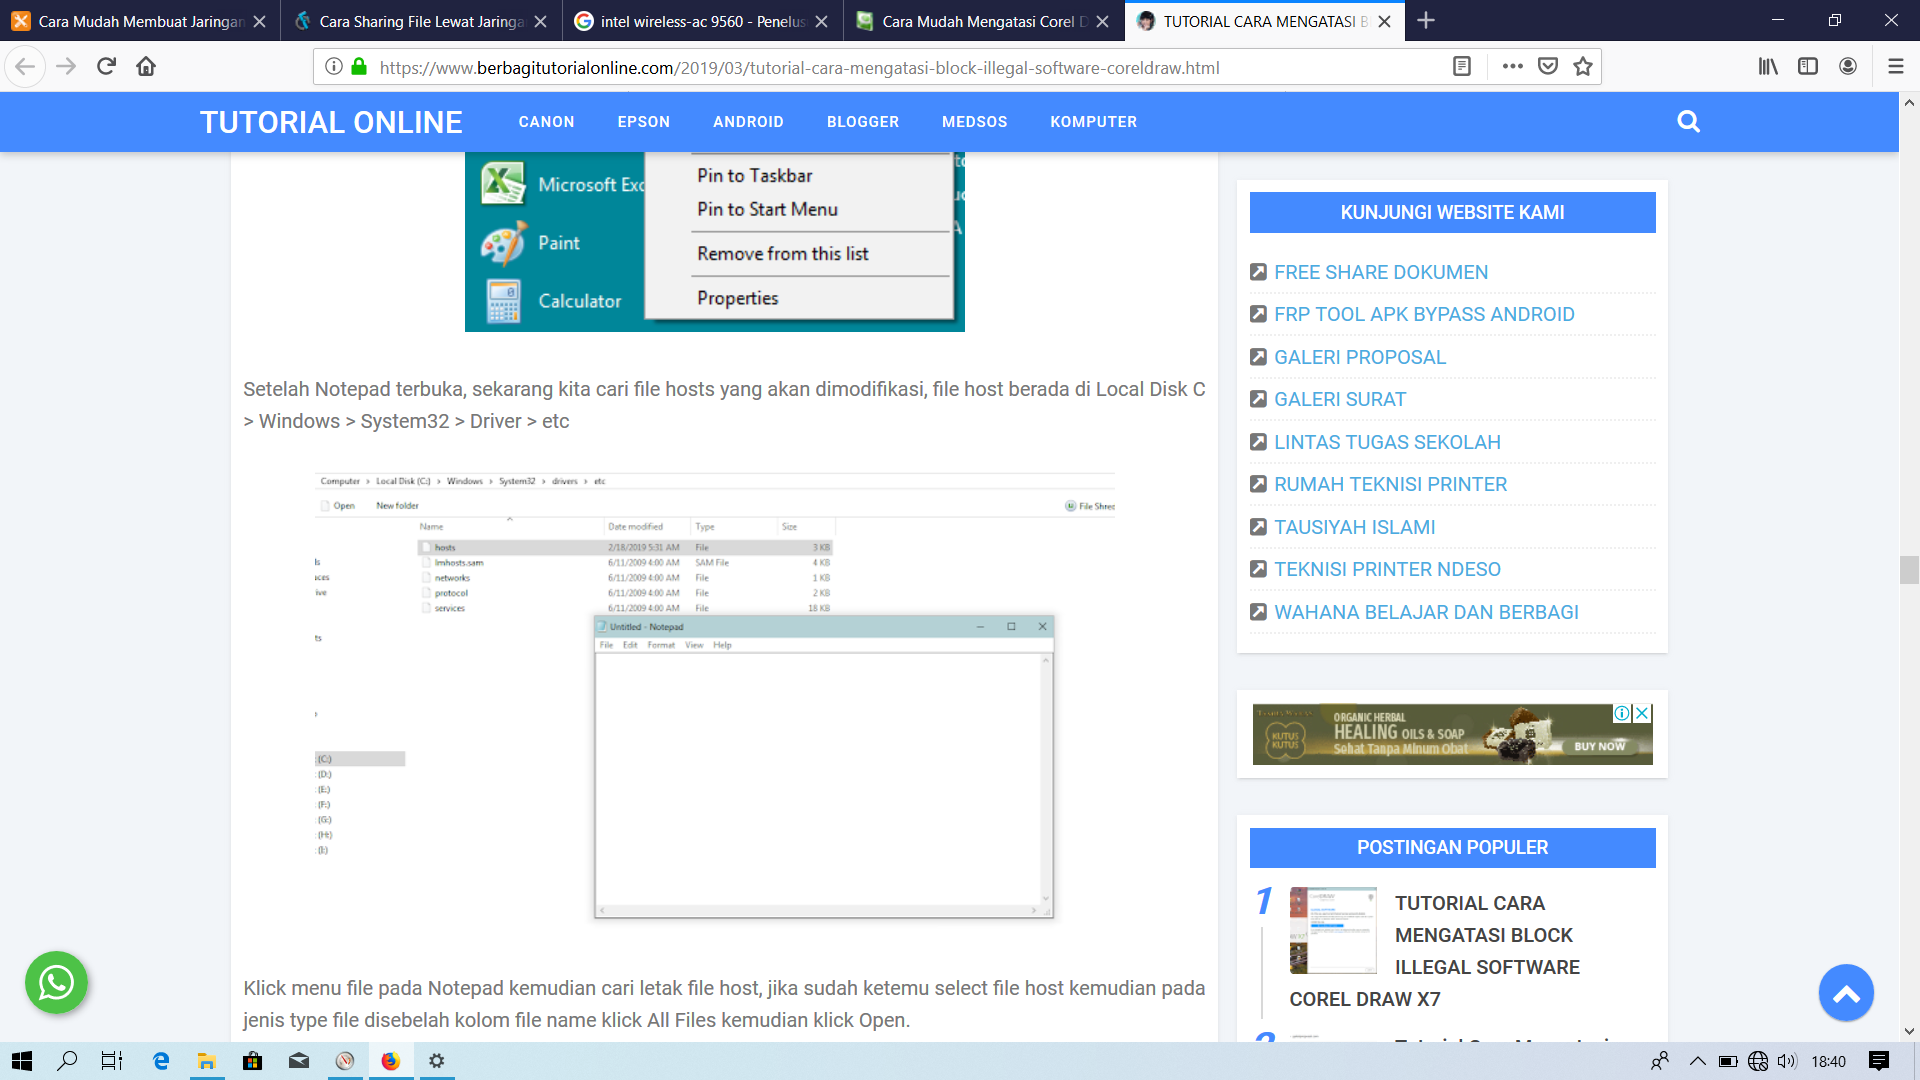 Cara Mudah Membuat Jaringan
Cara Sharing File Lewat Jaringa
intel wireless-ac 9560 - Penelus
Cara Mudah Mengatasi Corel D
TUTORIAL CARA MENGATASI B
https://www.berbagitutorialonline.com/2019/03/tutorial-cara-mengatasi-block-illegal-software-coreldraw.html
TUTORIAL ONLINE
CANON
EPSON
ANDROID
BLOGGER
MEDSOS
KOMPUTER
Microsoft Exc
Paint
Calculator
Pin to Taskbar
Pin to Start Menu
Remove from this list
Properties
Setelah Notepad terbuka, sekarang kita cari file hosts yang akan dimodifikasi, file host berada di Local Disk C
> Windows > System32 > Driver > etc
Computer › Local Disk (C:) › Windows › System32 › drivers › etc
Open New folder File Shred
Name Date modified Type Size
hosts 2/18/2019 5:31 AM File 3 KB
lmhosts.sam 6/11/2009 4:00 AM SAM File 4 KB
networks 6/11/2009 4:00 AM File 1 KB
protocol 6/11/2009 4:00 AM File 2 KB
services 6/11/2009 4:00 AM File 18 KB
ls
aces
ive
ts
(C:)
(D:)
(E:)
(F:)
(G:)
(H:)
(I:)
Untitled - Notepad
File Edit Format View Help
Klick menu file pada Notepad kemudian cari letak file host, jika sudah ketemu select file host kemudian pada
jenis type file disebelah kolom file name klick All Files kemudian klick Open.
KUNJUNGI WEBSITE KAMI
FREE SHARE DOKUMEN
FRP TOOL APK BYPASS ANDROID
GALERI PROPOSAL
GALERI SURAT
LINTAS TUGAS SEKOLAH
RUMAH TEKNISI PRINTER
TAUSIYAH ISLAMI
TEKNISI PRINTER NDESO
WAHANA BELAJAR DAN BERBAGI
KUTUS
KUTUS
ORGANIC HERBAL
HEALING OILS & SOAP
Sehat Tanpa Minum Obat
BUY NOW
POSTINGAN POPULER
1
TUTORIAL CARA
MENGATASI BLOCK
ILLEGAL SOFTWARE
COREL DRAW X7
2
18:40